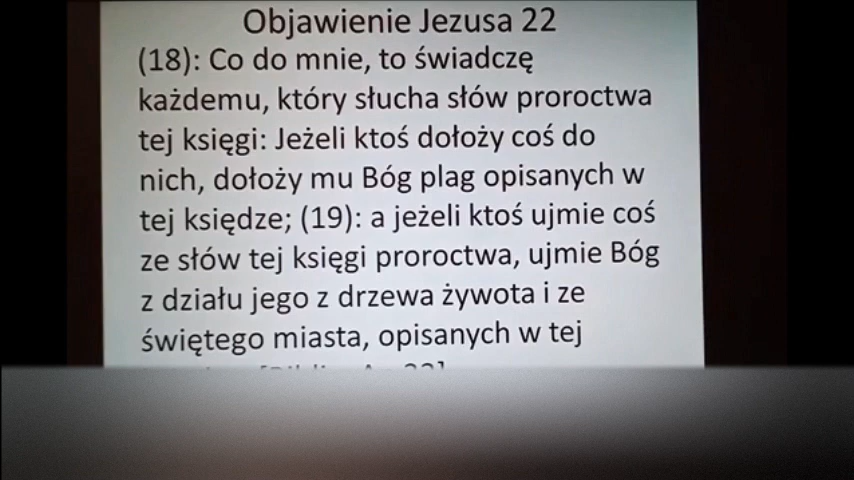 Objawienie Jezusa 22
(18): Co do mnie, to świadczę
każdemu, który słucha słów proroctwa
tej księgi: Jeżeli ktoś dołoży coś do
nich, dołoży mu Bóg plag opisanych w
tej księdze; (19): a jeżeli ktoś ujmie coś
ze słów tej księgi proroctwa, ujmie Bóg
z działu jego z drzewa żywota i ze
świętego miasta, opisanych w tej